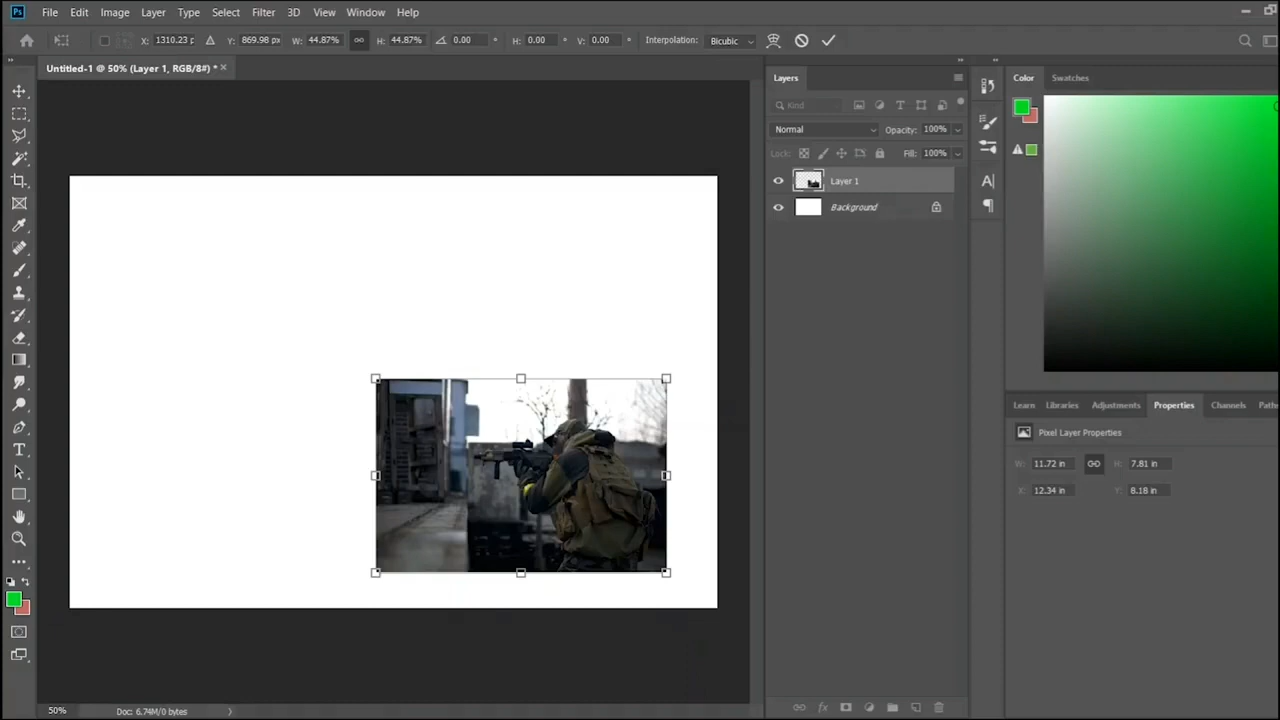 Ps File Edit Image Layer Type Select Filter 3D View Window Help
X: 1310.23 p Y: 869.98 px W: 44.87% H: 44.87% 0.00 ° H: 0.00 ° V: 0.00 ° Interpolation: Bicubic
Untitled-1 @ 50% (Layer 1, RGB/8#) * ×
Layers
Kind
Normal Opacity: 100%
Lock: Fill: 100%
Layer 1
Background
Color Swatches
Learn Libraries Adjustments Properties Channels Path
Pixel Layer Properties
W: 11.72 in H: 7.81 in
X: 12.34 in Y: 8.18 in
50% Doc: 6.74M/0 bytes